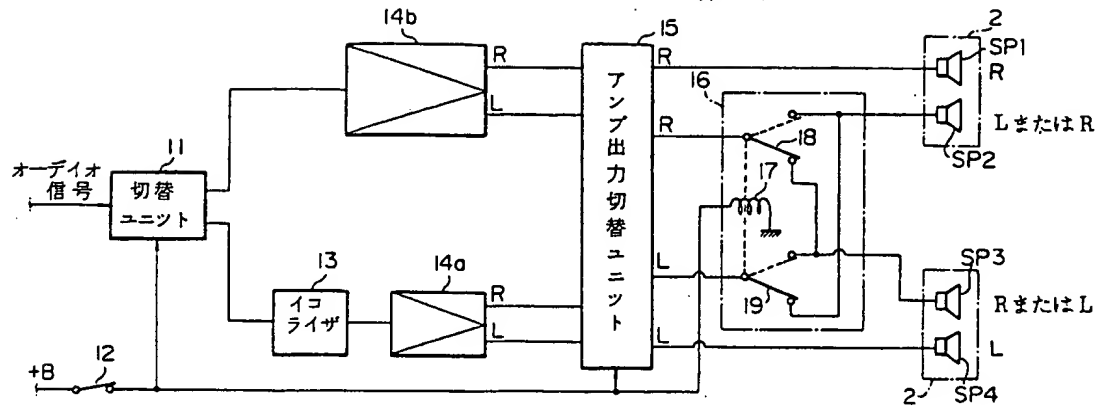 14b
15
2
SP1
R
R
R
L
16
R
LまたはR
18
SP2
オーディオ
信号
11
切替
ユニット
アンプ出力切替ユニット
17
13
14a
イコ
ライザ
R
L
L
19
SP3
RまたはL
L
L
+B
12
2
SP4